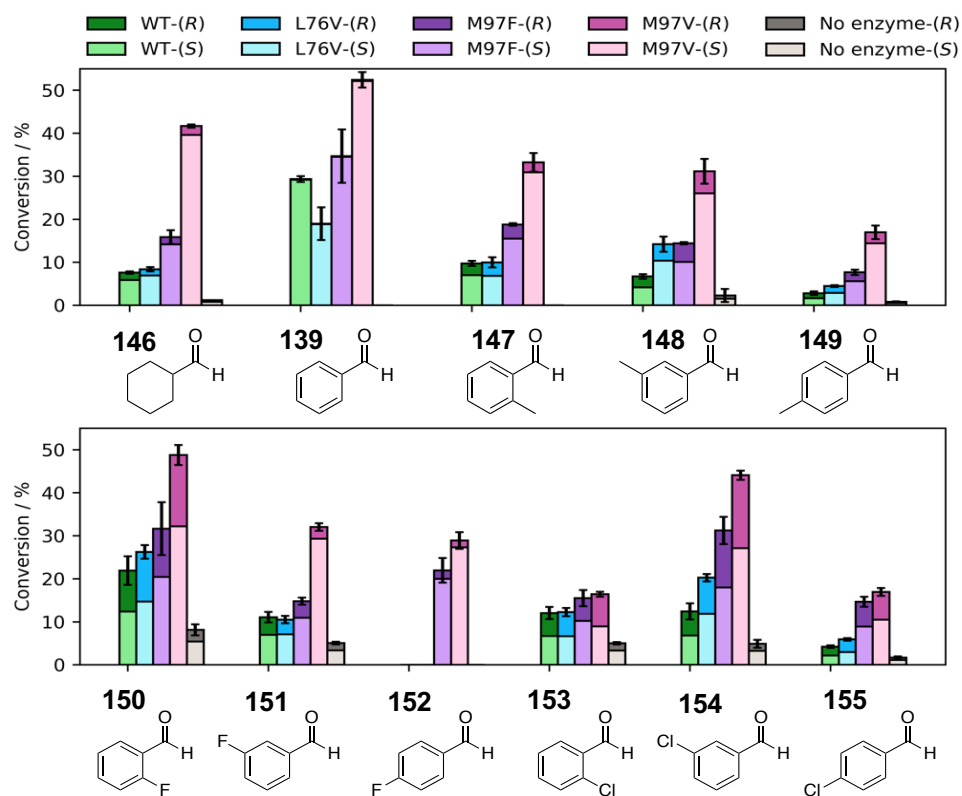 WT-(R) L76V-(R) M97F-(R) M97V-(R) No enzyme-(R)
WT-(S) L76V-(S) M97F-(S) M97V-(S) No enzyme-(S)
Conversion / %
50
40
30
20
10
0
146 139 147 148 149
O O O O O
H H H H H
Conversion / %
50
40
30
20
10
0
150 151 152 153 154 155
O O O O O O
H H H H H H
F F F Cl Cl Cl